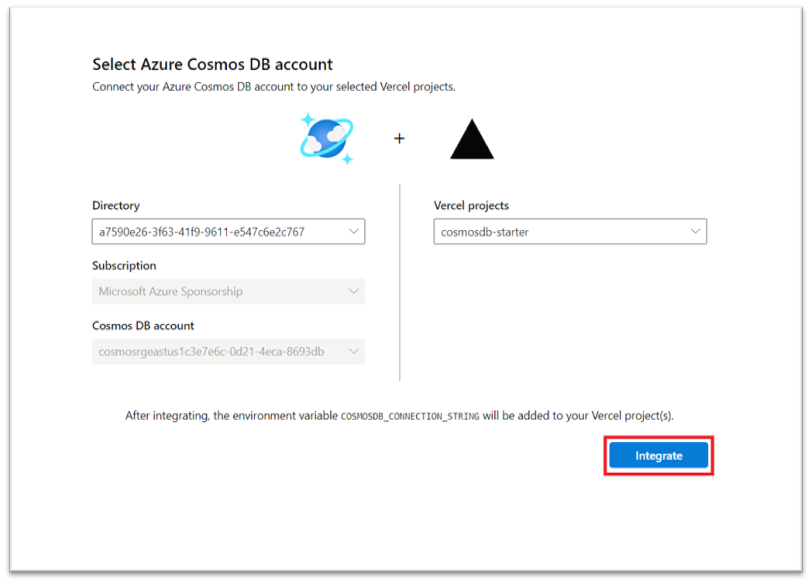 Select Azure Cosmos DB account
Connect your Azure Cosmos DB account to your selected Vercel projects.
+
Directory
a7590e26-3f63-41f9-9611-e547c6e2c767
Subscription
Microsoft Azure Sponsorship
Cosmos DB account
cosmosrgeastus1c3e7e6c-0d21-4eca-8693db
Vercel projects
cosmosdb-starter
After integrating, the environment variable COSMOSDB_CONNECTION_STRING will be added to your Vercel project(s).
Integrate